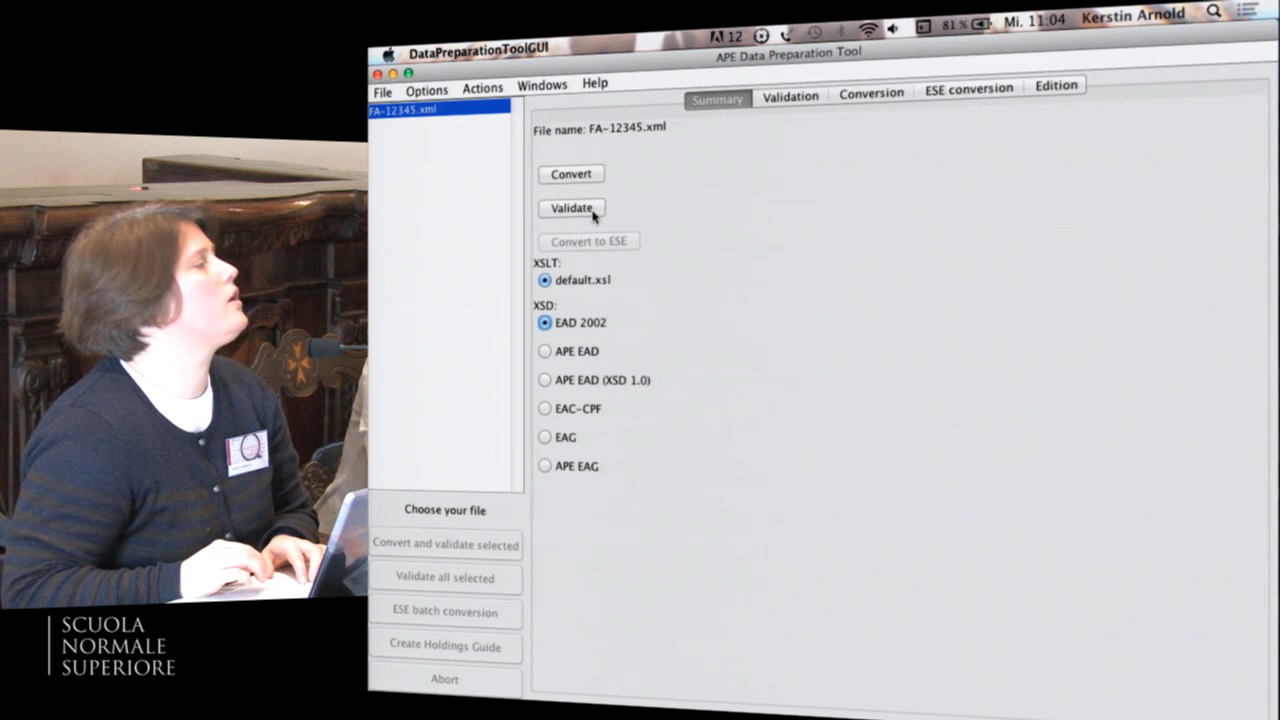 DataPreparationToolGUI
12
81%
Mi. 11:04
Kerstin Arnold
APE Data Preparation Tool
File
Options
Actions
Windows
Help
FA-12345.xml
Summary
Validation
Conversion
ESE conversion
Edition
File name: FA-12345.xml
Convert
Validate
Convert to ESE
XSLT:
default.xsl
XSD:
EAD 2002
APE EAD
APE EAD (XSD 1.0)
EAC-CPF
EAG
APE EAG
Choose your file
Convert and validate selected
Validate all selected
ESE batch conversion
Create Holdings Guide
Abort
SCUOLA
NORMALE
SUPERIORE